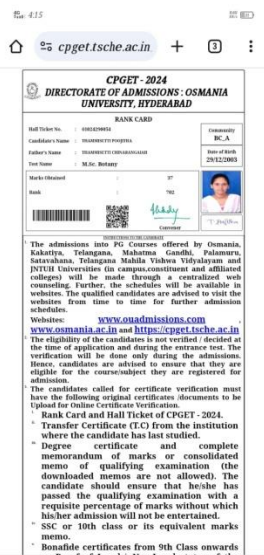 4:15
cpget.tsche.ac.in
3
CPGET - 2024
DIRECTORATE OF ADMISSIONS : OSMANIA
UNIVERSITY, HYDERABAD
RANK CARD
Hall Ticket No. :
Candidate's Name :
Father's Name :
Test Name : M.Sc. Botany
Community
BC_A
Date of Birth
29/12/2003
Marks Obtained : 57
Rank : 702
Convener
INSTRUCTIONS TO THE CANDIDATE
The admissions into PG Courses offered by Osmania,
Kakatiya, Telangana, Mahatma Gandhi, Palamuru,
Satavahana, Telangana Mahila Vishwa Vidyalayam and
JNTUH Universities (in campus,constituent and affiliated
colleges) will be made through a centralized web
counseling. Further, the schedules will be available in
websites. The qualified candidates are advised to visit the
websites from time to time for further admission
schedules.
Websites: www.ouadmissions.com ,
www.osmania.ac.in and https://cpget.tsche.ac.in
The eligibility of the candidates is not verified / decided at
the time of application and during the entrance test. The
verification will be done only during the admissions.
Hence, candidates are advised to ensure that they are
eligible for the course/subject they are registered for
admission.
The candidates called for certificate verification must
have the following original certificates /documents to be
Upload for Online Certificate Verification.
Rank Card and Hall Ticket of CPGET - 2024.
Transfer Certificate (T.C) from the institution
where the candidate has last studied.
Degree certificate and complete
memorandum of marks or consolidated
memo of qualifying examination (the
downloaded memos are not allowed). The
candidate should ensure that he/she has
passed the qualifying examination with a
requisite percentage of marks without which
his/her admission will not be entertained.
SSC or 10th class or its equivalent marks
memo.
Bonafide certificates from 9th Class onwards